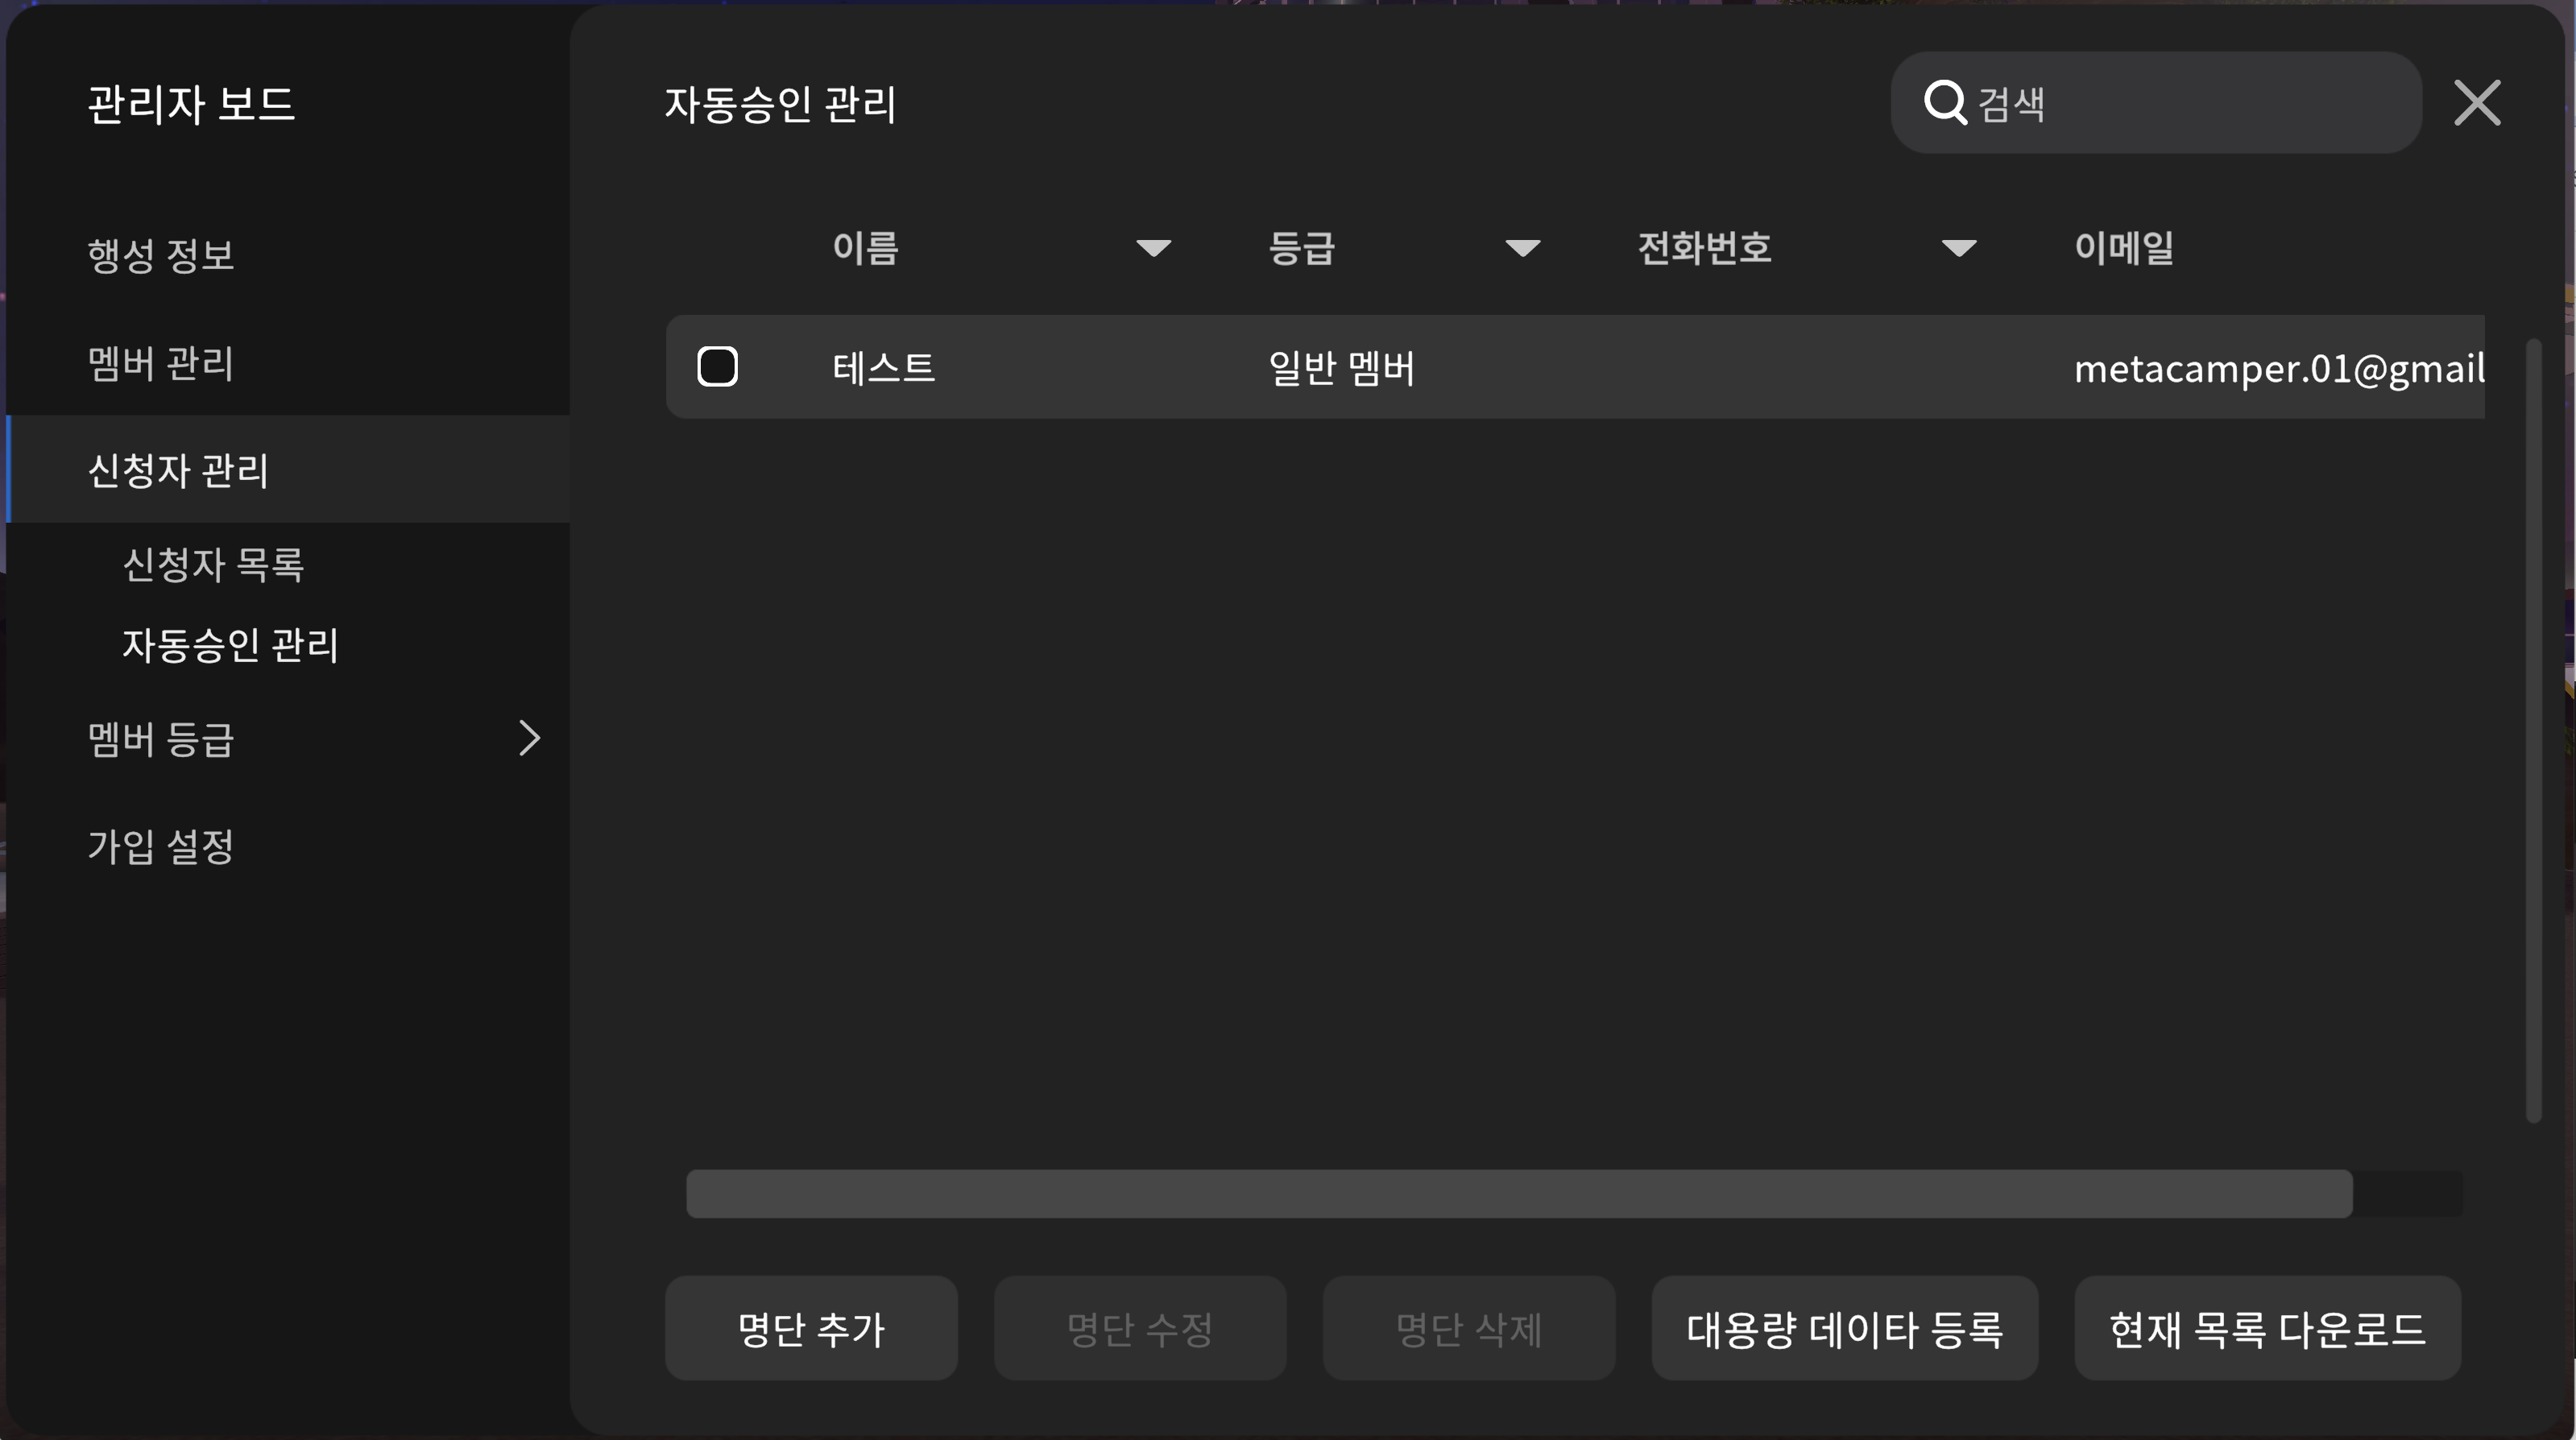 관리자 보드
행성 정보
멤버 관리
신청자 관리
신청자 목록
자동승인 관리
멤버 등급
가입 설정
자동승인 관리
검색
이름 등급 전화번호 이메일
테스트 일반 멤버 metacamper.01@gmail
명단 추가 명단 수정 명단 삭제 대용량 데이타 등록 현재 목록 다운로드